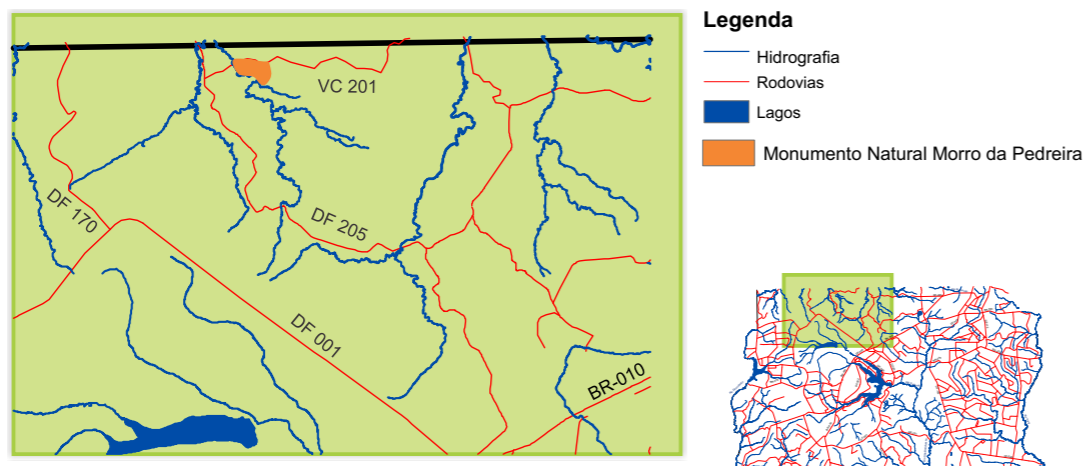 Legenda
Hidrografia
Rodovias
Lagos
Monumento Natural Morro da Pedreira
VC 201
DF 170
DF 205
DF 001
BR-010